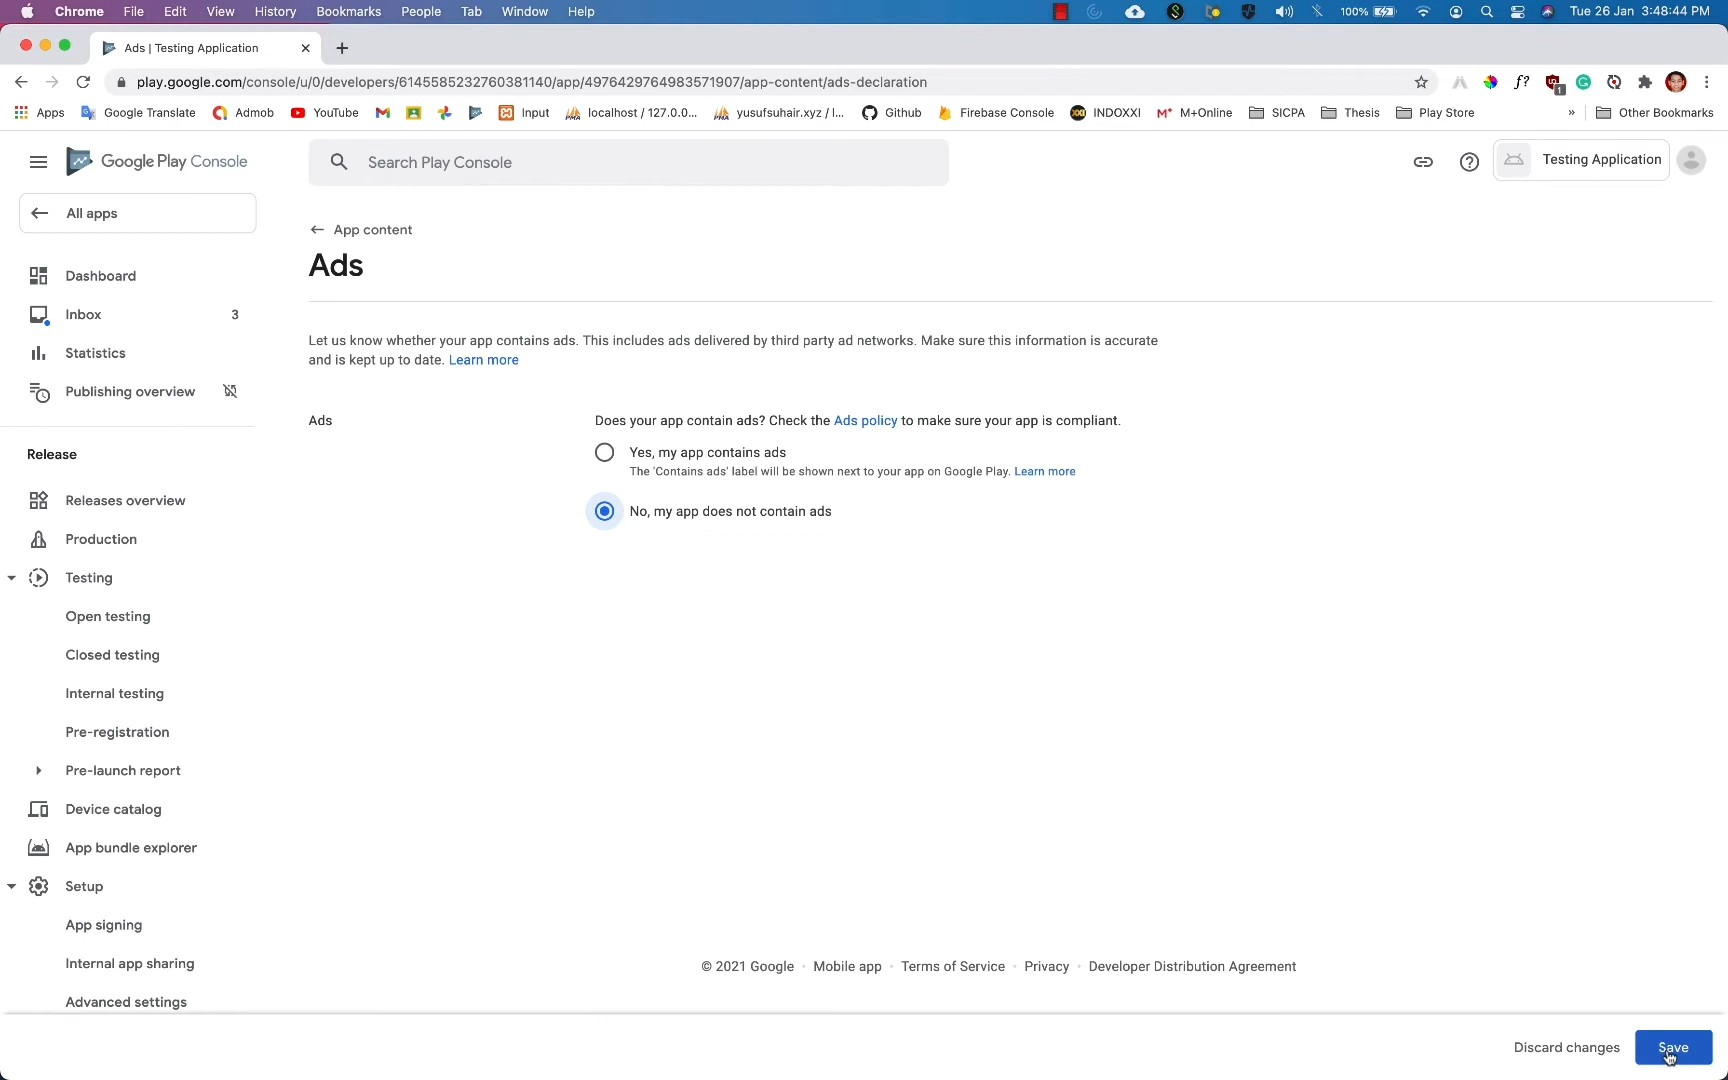 Chrome File Edit View History Bookmarks People Tab Window Help 100% Tue 26 Jan 3:48:44 PM
Ads | Testing Application
play.google.com/console/u/0/developers/6145585232760381140/app/4976429764983571907/app-content/ads-declaration
f? 1
Apps Google Translate Admob YouTube Input localhost / 127.0.0... yusufsuhair.xyz / l... Github Firebase Console INDOXXI M+Online SICPA Thesis Play Store » Other Bookmarks
Google Play Console
Search Play Console
Testing Application
All apps
Dashboard
Inbox 3
Statistics
Publishing overview
Release
Releases overview
Production
Testing
Open testing
Closed testing
Internal testing
Pre-registration
Pre-launch report
Device catalog
App bundle explorer
Setup
App signing
Internal app sharing
Advanced settings
App content
Ads
Let us know whether your app contains ads. This includes ads delivered by third party ad networks. Make sure this information is accurate
and is kept up to date. Learn more
Ads
Does your app contain ads? Check the Ads policy to make sure your app is compliant.
Yes, my app contains ads
The 'Contains ads' label will be shown next to your app on Google Play. Learn more
No, my app does not contain ads
© 2021 Google · Mobile app · Terms of Service · Privacy · Developer Distribution Agreement
Discard changes Save